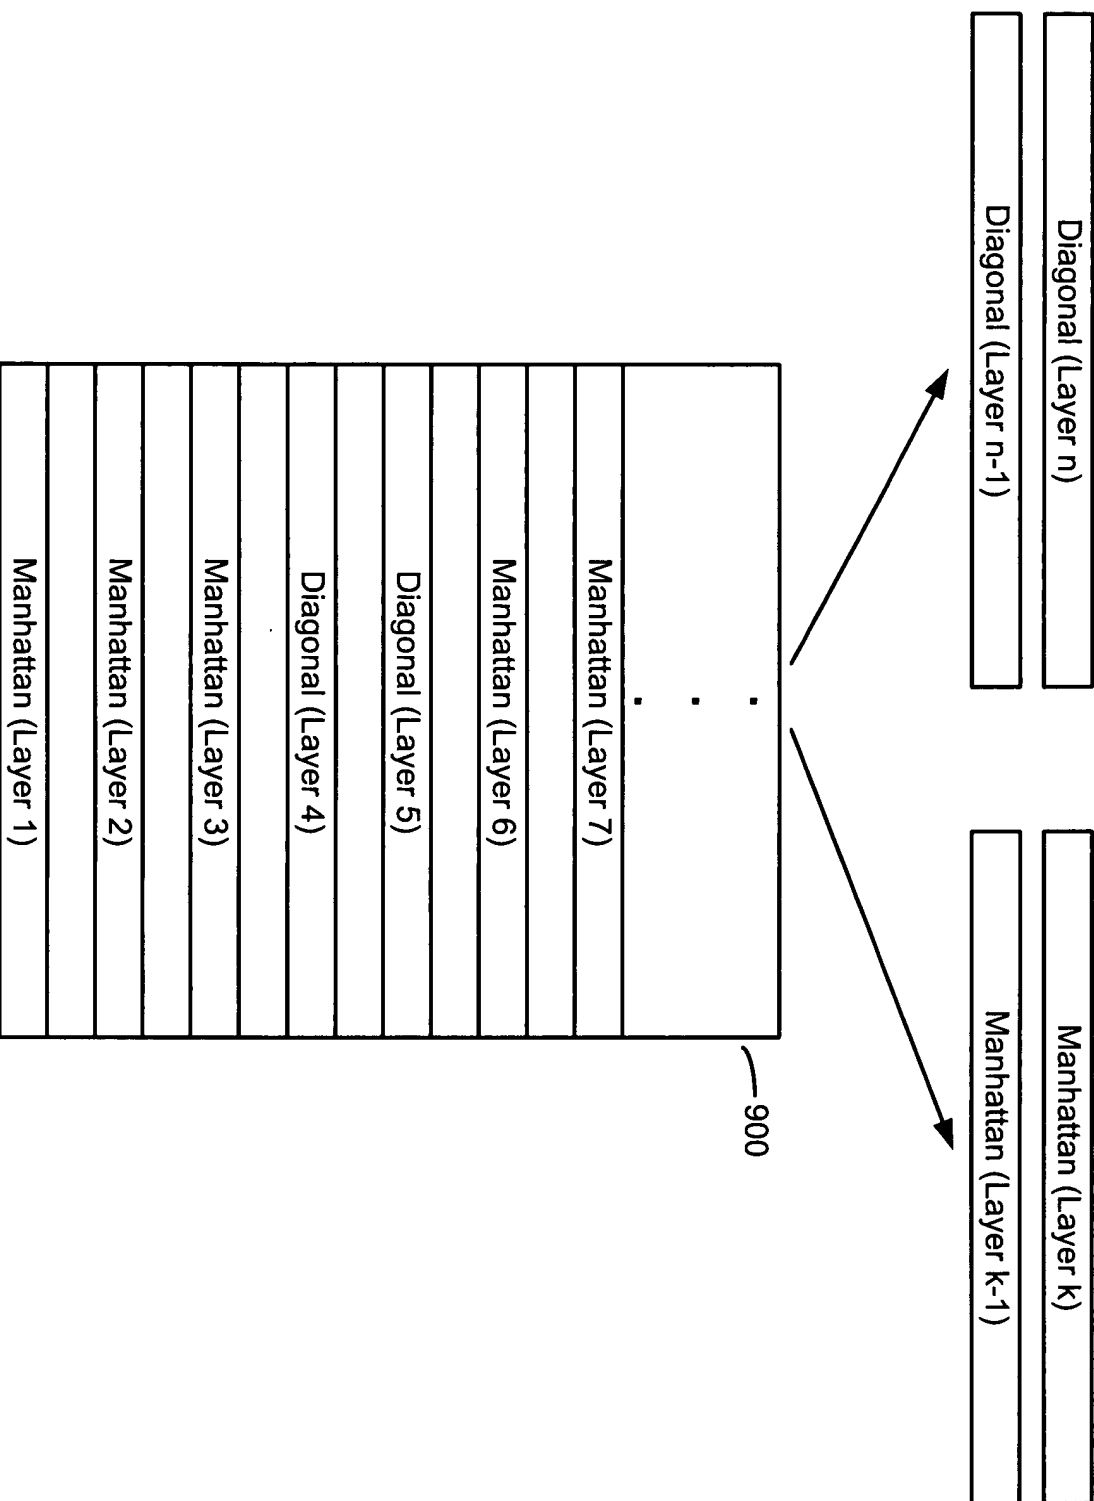 Diagonal (Layer n)
Manhattan (Layer k)
Diagonal (Layer n-1)
Manhattan (Layer k-1)
900
Manhattan (Layer 7)
Manhattan (Layer 6)
Diagonal (Layer 5)
Diagonal (Layer 4)
Manhattan (Layer 3)
Manhattan (Layer 2)
Manhattan (Layer 1)